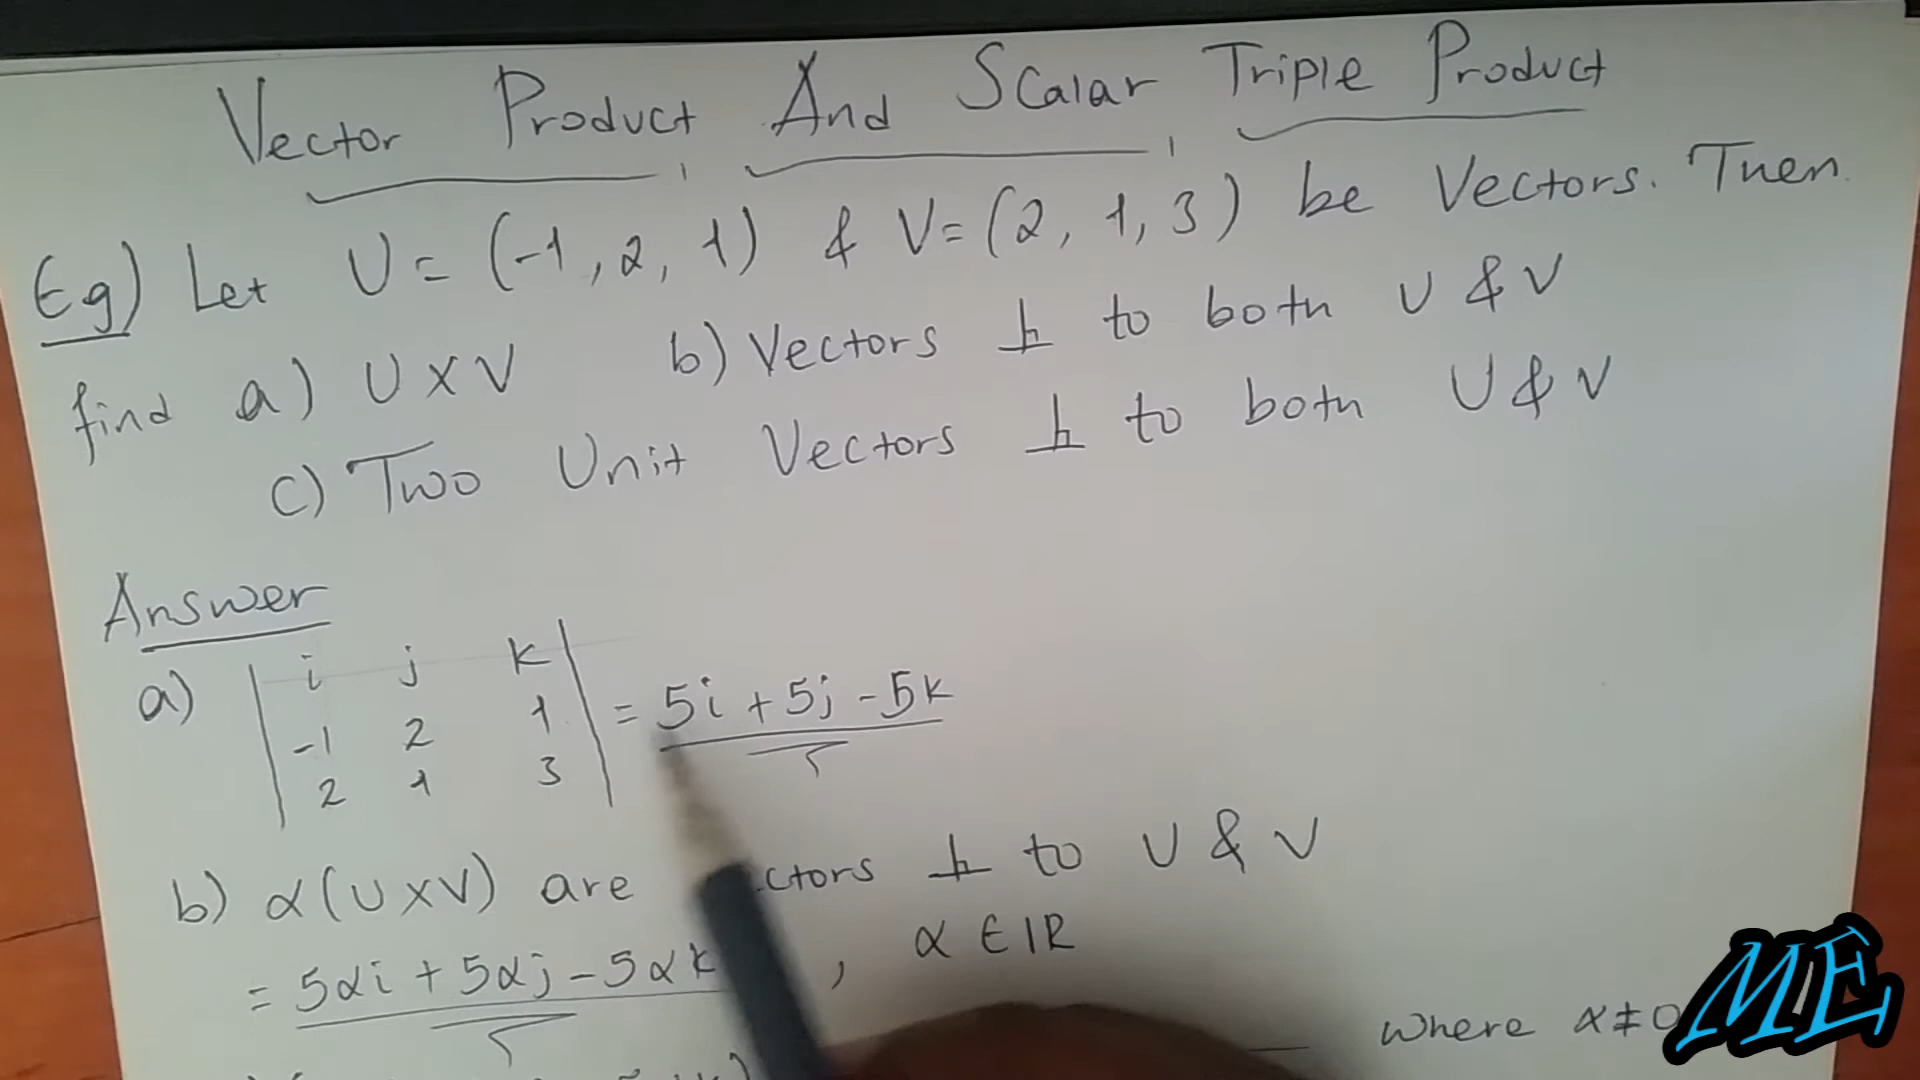 Vector Product And Scalar Triple Product
Eg) Let U = (-1, 2, 1) & V = (2, 1, 3) be Vectors. Then
find a) U X V b) Vectors ⊥ to both U & V
c) Two Unit Vectors ⊥ to both U & V
Answer
a) | i j k |
| -1 2 1 | = 5i + 5j - 5k
| 2 1 3 |
b) α(U X V) are ⊥ to U & V
= 5αi + 5αj - 5αk , α ∈ IR
where α ≠ 0
ME